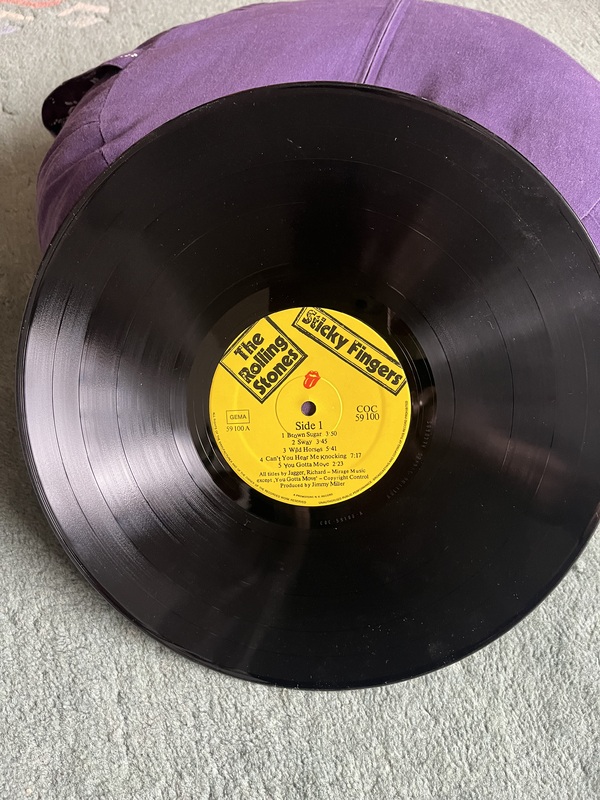 The
Rolling
Stones
Sticky Fingers
GEMA
59 100 A
COC
59 100
Side 1
1 Brown Sugar 3:50
2 Sway 3:45
3 Wild Horses 5:41
4 Can't You Hear Me Knocking 7:17
5 You Gotta Move 2:23
All titles by Jagger, Richard – Mirage Music
except „You Gotta Move" – Copyright Control
Produced by Jimmy Miller